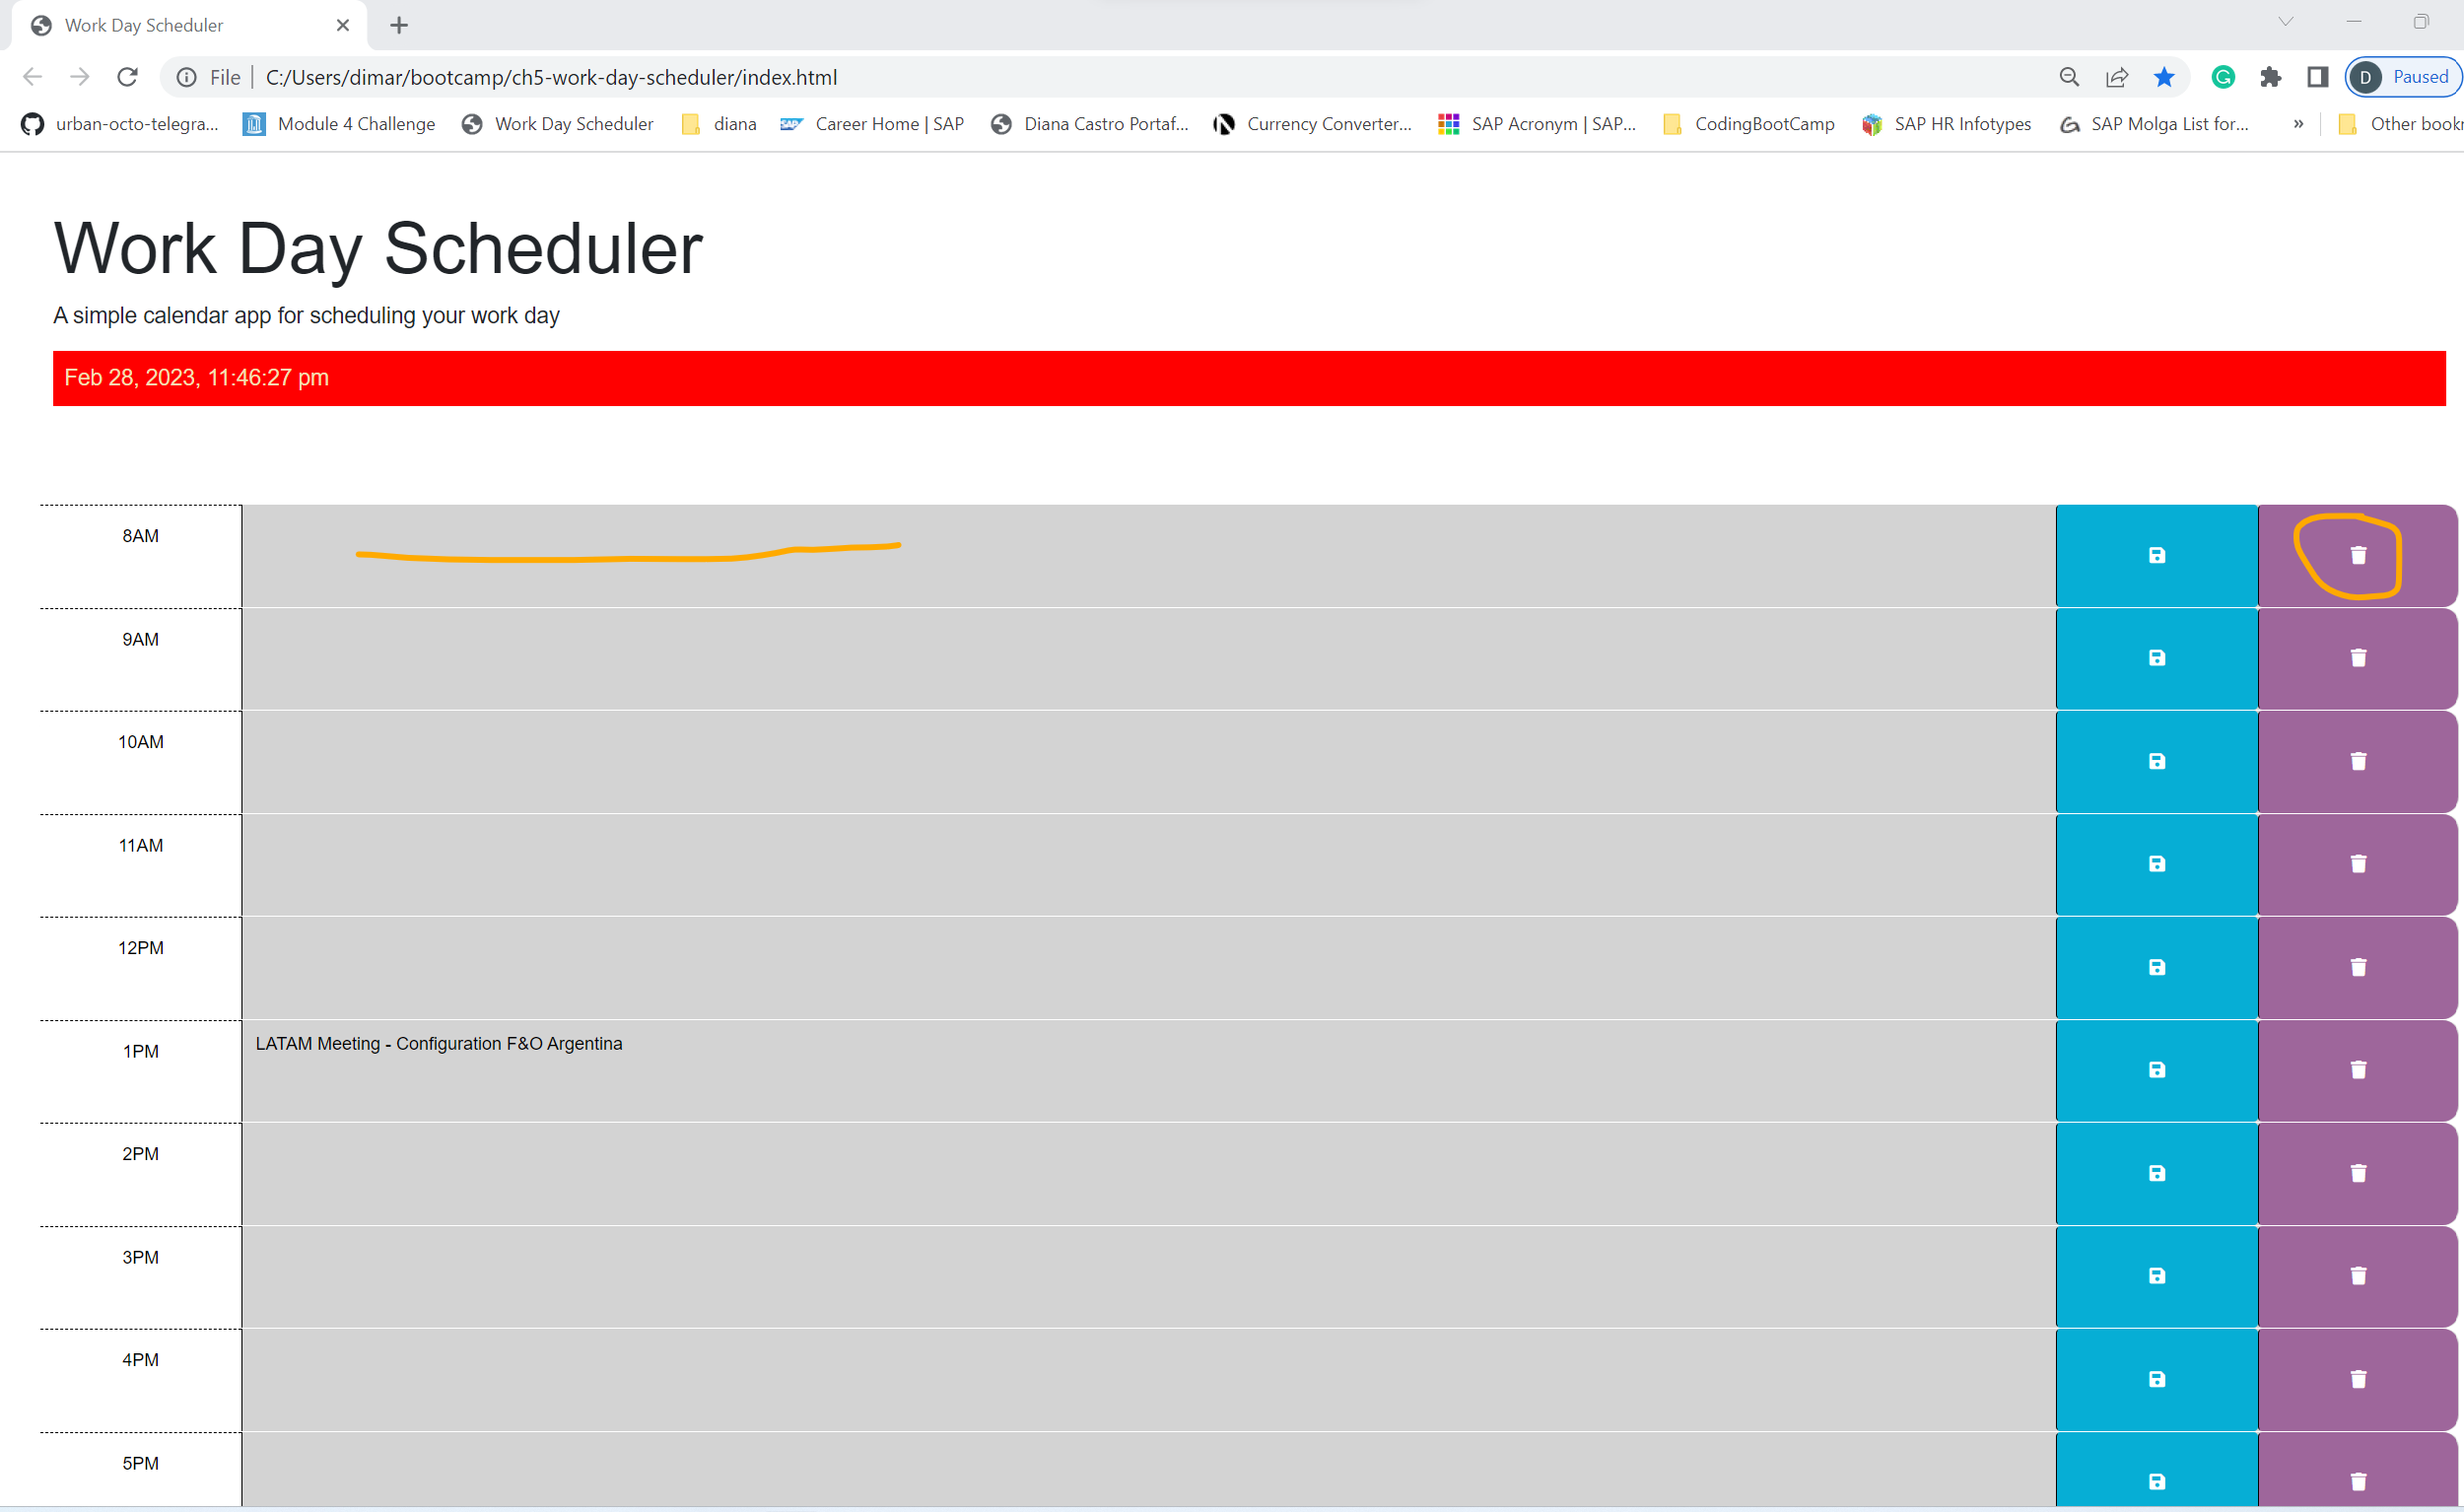 Work Day Scheduler
File | C:/Users/dimar/bootcamp/ch5-work-day-scheduler/index.html
D Paused
urban-octo-telegra... Module 4 Challenge Work Day Scheduler diana SAP Career Home | SAP Diana Castro Portaf... Currency Converter... SAP Acronym | SAP... CodingBootCamp SAP HR Infotypes SAP Molga List for... » Other bookr
Work Day Scheduler
A simple calendar app for scheduling your work day
Feb 28, 2023, 11:46:27 pm
8AM
9AM
10AM
11AM
12PM
1PM LATAM Meeting - Configuration F&O Argentina
2PM
3PM
4PM
5PM